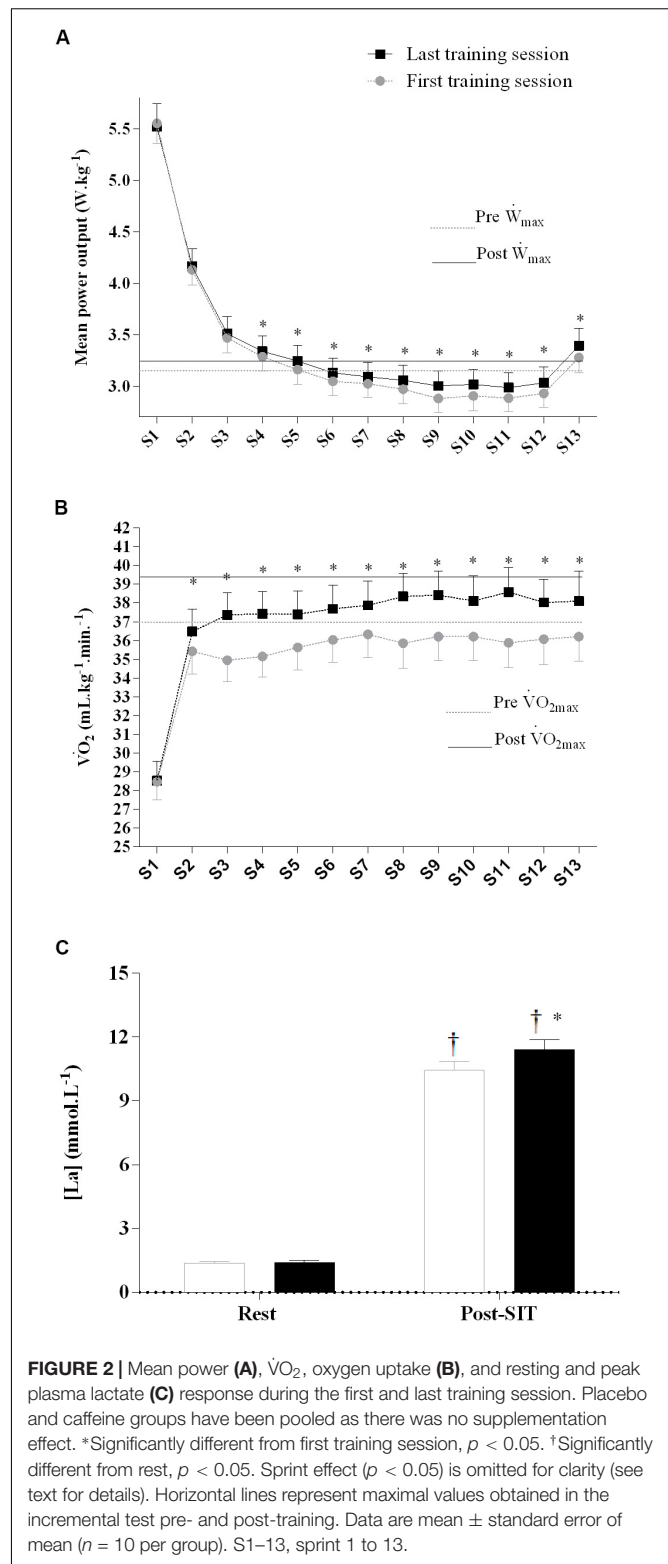 A
Last training session
First training session
Mean power output (W.kg⁻¹)
5.5
5.0
4.5
4.0
3.5
3.0
Pre ẆmaX
Post Ẇmax
* * * * * * * * * *
S1 S2 S3 S4 S5 S6 S7 S8 S9 S10 S11 S12 S13
B
V̇O₂ (mL.kg⁻¹.min.⁻¹)
42
41
40
39
38
37
36
35
34
33
32
31
30
29
28
27
26
25
* * * * * * * * * * * *
Pre V̇O₂max
Post V̇O₂max
S1 S2 S3 S4 S5 S6 S7 S8 S9 S10 S11 S12 S13
C
[La] (mmol.L⁻¹)
15
12
9
6
3
0
† † *
Rest Post-SIT
FIGURE 2 | Mean power (A), V̇O₂, oxygen uptake (B), and resting and peak
plasma lactate (C) response during the first and last training session. Placebo
and caffeine groups have been pooled as there was no supplementation
effect. *Significantly different from first training session, p < 0.05. †Significantly
different from rest, p < 0.05. Sprint effect (p < 0.05) is omitted for clarity (see
text for details). Horizontal lines represent maximal values obtained in the
incremental test pre- and post-training. Data are mean ± standard error of
mean (n = 10 per group). S1–13, sprint 1 to 13.